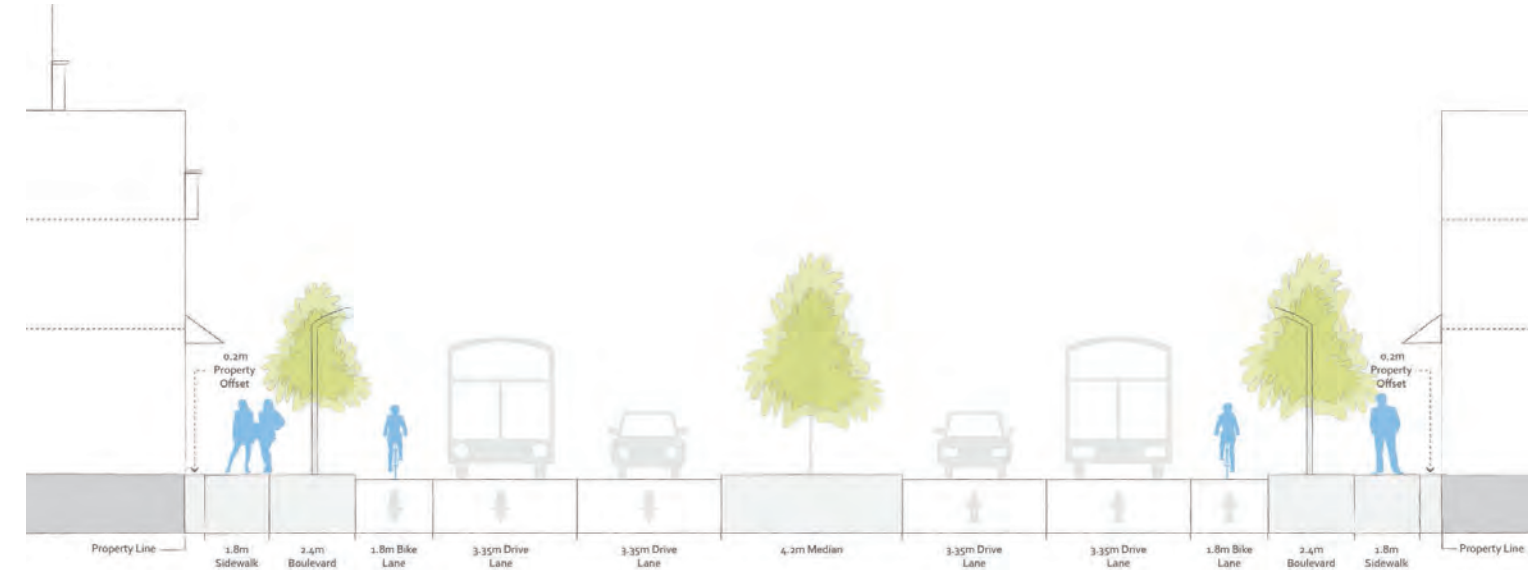 0.2m
Property
Offset
0.2m
Property
Offset
Property Line
1.8m
Sidewalk
2.4m
Boulevard
1.8m Bike
Lane
3.35m Drive
Lane
3.35m Drive
Lane
4.2m Median
3.35m Drive
Lane
3.35m Drive
Lane
1.8m Bike
Lane
2.4m
Boulevard
1.8m
Sidewalk
Property Line